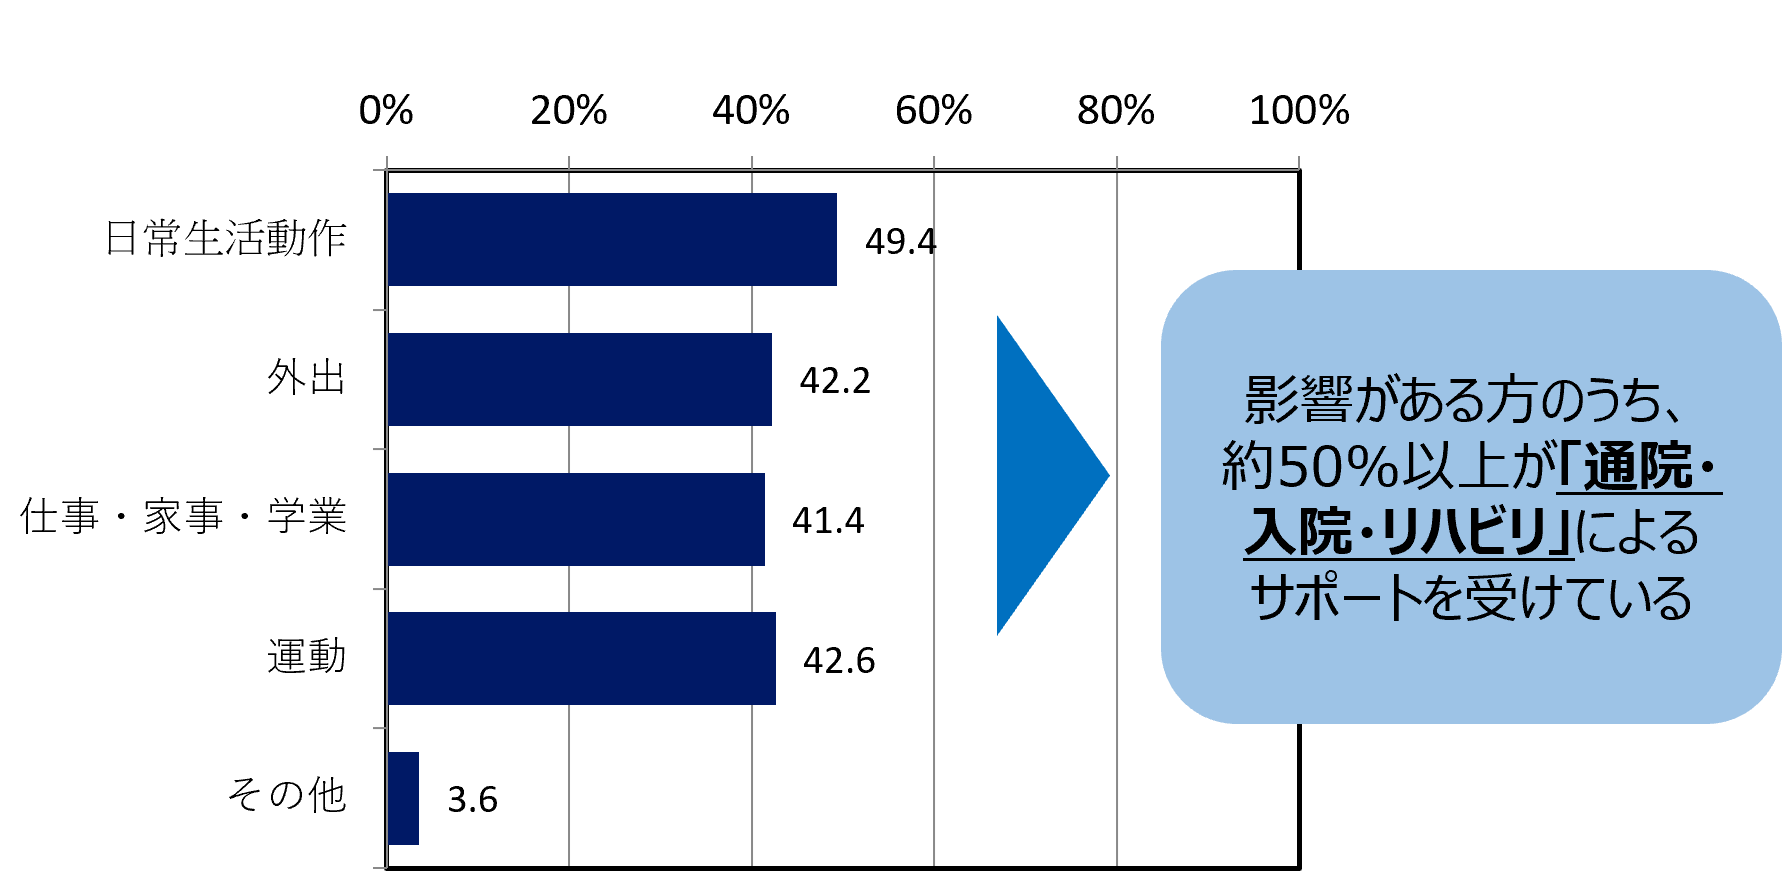 0% 20% 40% 60% 80% 100%
日常生活動作 49.4
外出 42.2
仕事・家事・学業 41.4
運動 42.6
その他 3.6
影響がある方のうち、
約50%以上が「通院・
入院・リハビリ」による
サポートを受けている